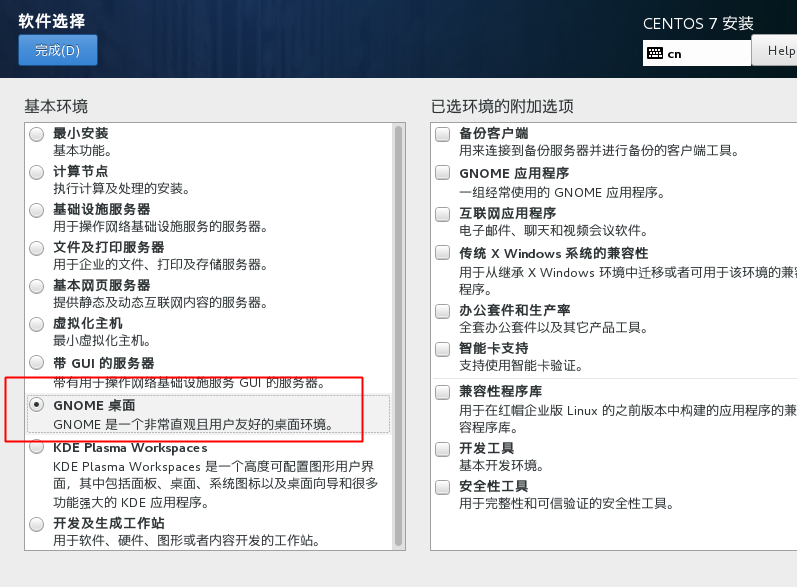 软件选择
CENTOS 7 安装
完成(D)
cn
Help
基本环境
最小安装
基本功能。
计算节点
执行计算及处理的安装。
基础设施服务器
用于操作网络基础设施服务的服务器。
文件及打印服务器
用于企业的文件、打印及存储服务器。
基本网页服务器
提供静态及动态互联网内容的服务器。
虚拟化主机
最小虚拟化主机。
带 GUI 的服务器
带有用于操作网络基础设施服务 GUI 的服务器。
GNOME 桌面
GNOME 是一个非常直观且用户友好的桌面环境。
KDE Plasma Workspaces
KDE Plasma Workspaces 是一个高度可配置图形用户界
面，其中包括面板、桌面、系统图标以及桌面向导和很多
功能强大的 KDE 应用程序。
开发及生成工作站
用于软件、硬件、图形或者内容开发的工作站。
已选环境的附加选项
备份客户端
用来连接到备份服务器并进行备份的客户端工具。
GNOME 应用程序
一组经常使用的 GNOME 应用程序。
互联网应用程序
电子邮件、聊天和视频会议软件。
传统 X Windows 系统的兼容性
用于从继承 X Windows 环境中迁移或者可用于该环境的兼容
程序。
办公套件和生产率
全套办公套件以及其它产品工具。
智能卡支持
支持使用智能卡验证。
兼容性程序库
用于在红帽企业版 Linux 的之前版本中构建的应用程序的兼
容程序库。
开发工具
基本开发环境。
安全性工具
用于完整性和可信验证的安全性工具。